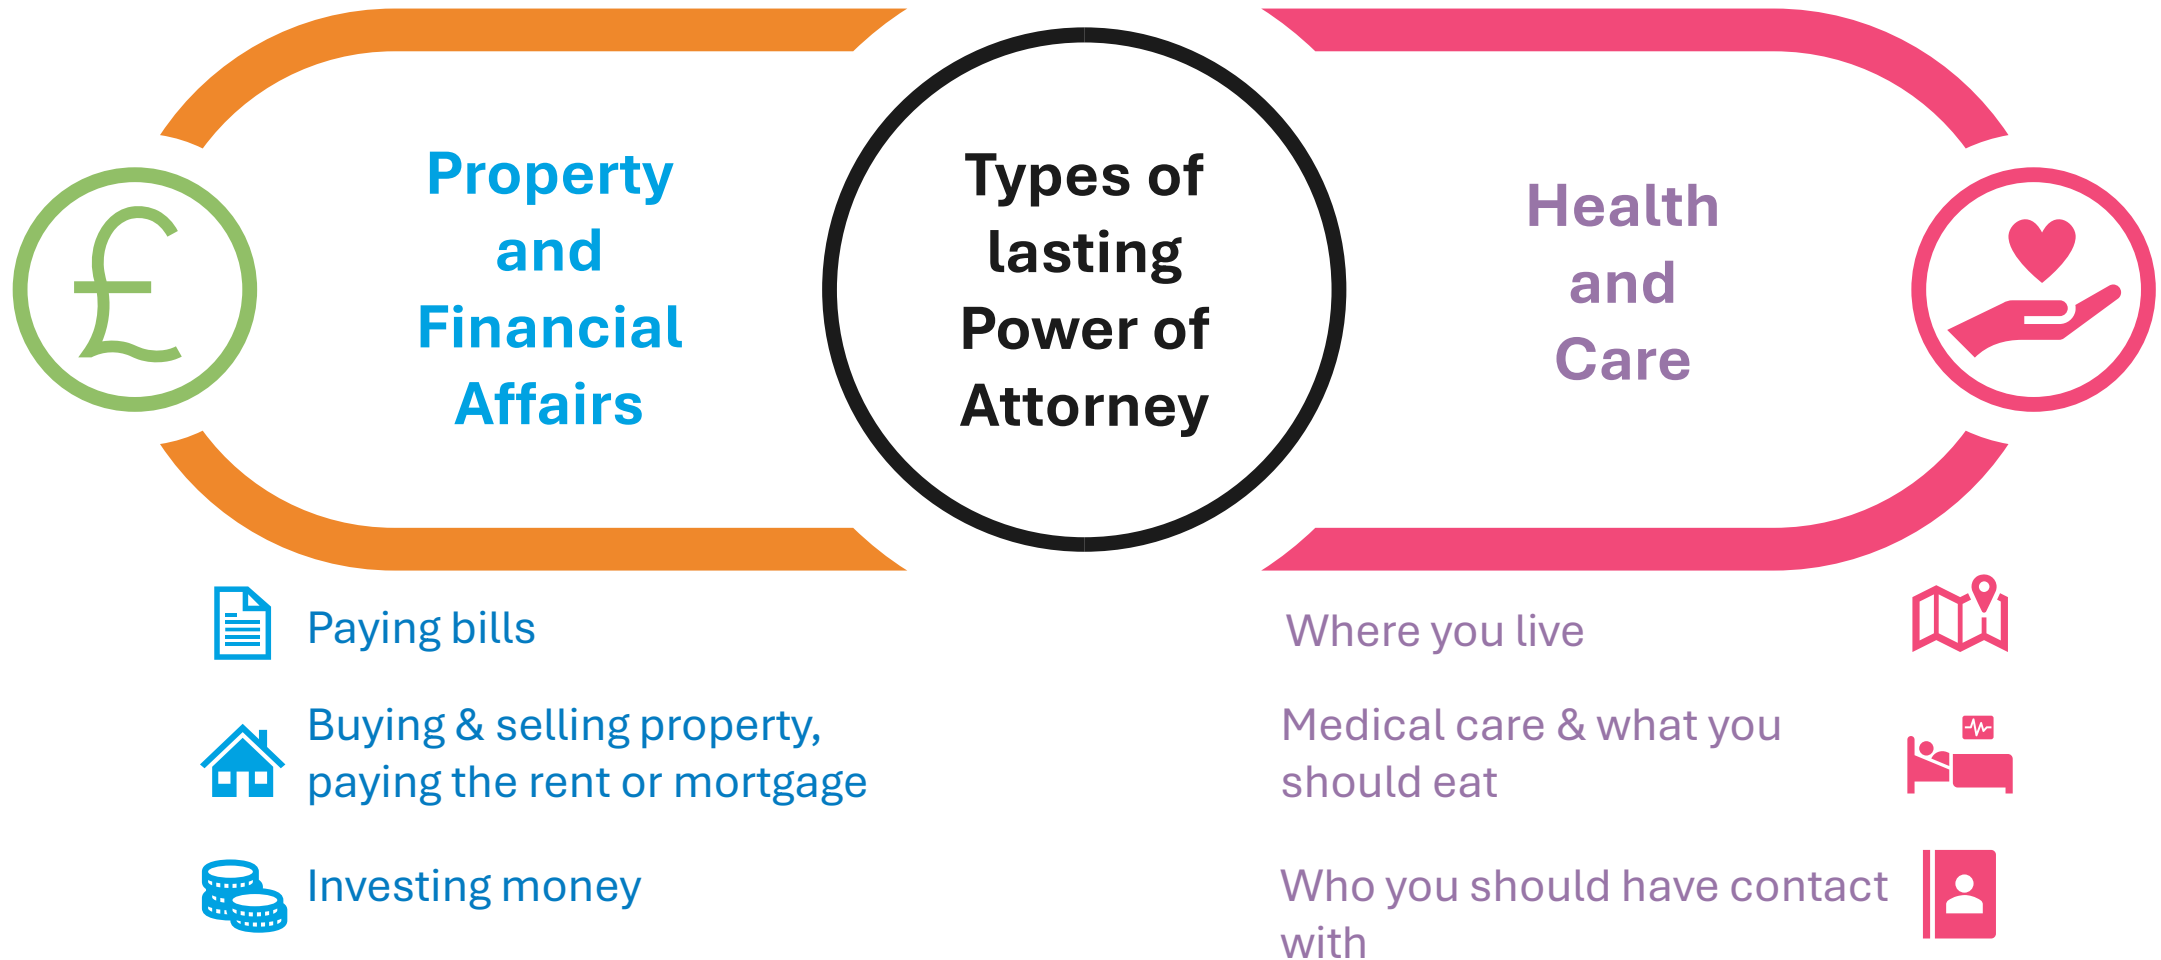 Property
and
Financial
Affairs
Types of
lasting
Power of
Attorney
Health
and
Care
£
Paying bills
Buying & selling property,
paying the rent or mortgage
Investing money
Where you live
Medical care & what you
should eat
Who you should have contact
with